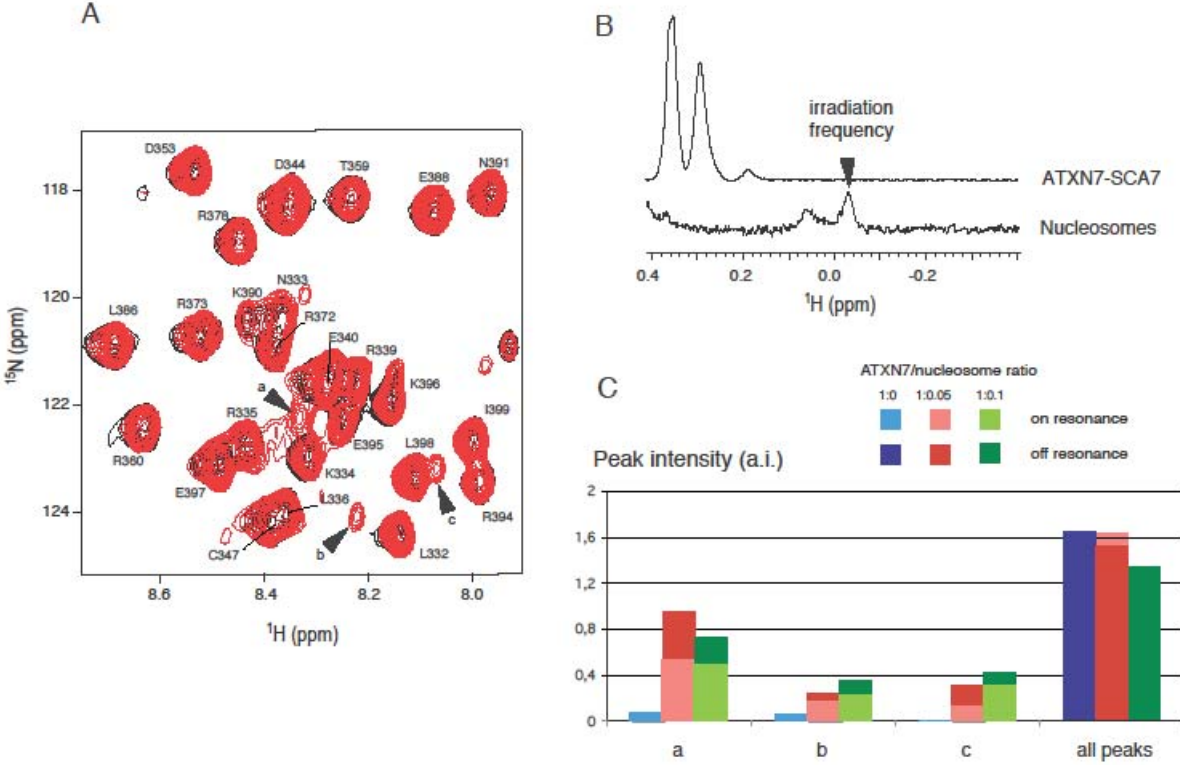 A
D353
D344
T359
E388
N391
R378
K390
N333
L386
R373
R372
E340
R339
K396
a
R335
R360
E395
L398
I399
E397
K334
L336
c
R394
C347
b
L332
118
120
122
124
15N (ppm)
8.6
8.4
8.2
8.0
1H (ppm)
B
irradiation
frequency
ATXN7-SCA7
Nucleosomes
0.4
0.2
0.0
-0.2
1H (ppm)
C
ATXN7/nucleosome ratio
1:0
1:0.05
1:0.1
on resonance
off resonance
Peak intensity (a.i.)
2
1,6
1,2
0,8
0,4
0
a
b
c
all peaks